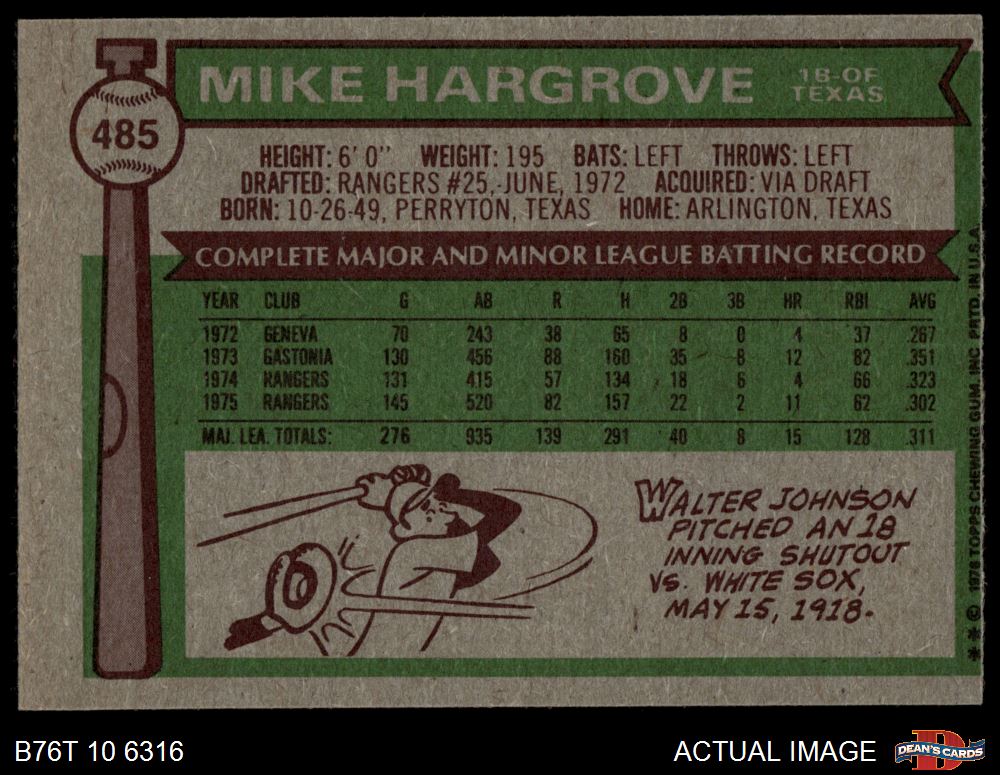 MIKE HARGROVE
1B-OF
TEXAS
485
HEIGHT: 6' 0" WEIGHT: 195 BATS: LEFT THROWS: LEFT
DRAFTED: RANGERS #25,-JUNE, 1972 ACQUIRED: VIA DRAFT
BORN: 10-26-49, PERRYTON, TEXAS HOME: ARLINGTON, TEXAS
COMPLETE MAJOR AND MINOR LEAGUE BATTING RECORD
YEAR CLUB G AB R H 2B 3B HR RBI AVG
1972 GENEVA 70 243 38 65 8 0 4 37 .267
1973 GASTONIA 130 456 88 160 35 8 12 82 .351
1974 RANGERS 131 415 57 134 18 6 4 66 .323
1975 RANGERS 145 520 82 157 22 2 11 62 .302
MAJ. LEA. TOTALS: 276 935 139 291 40 8 15 128 .311
6
WALTER JOHNSON
PITCHED AN 18
INNING SHUTOUT
VS. WHITE SOX,
MAY 15, 1918.
* * © 1976 TOPPS CHEWING GUM, INC PRTD. IN U.S.A.
B76T 10 6316
ACTUAL IMAGE
D
DEAN'S CARDS